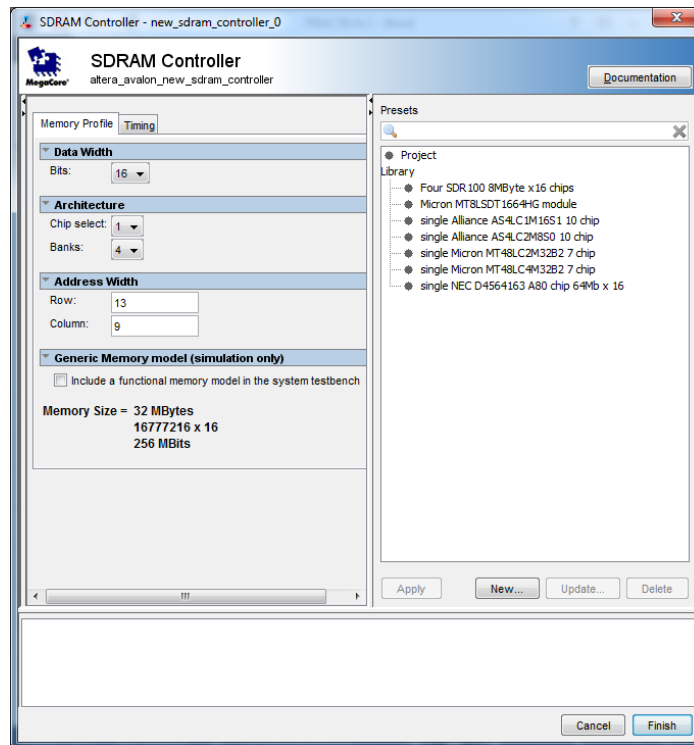 SDRAM Controller - new_sdram_controller_0
SDRAM Controller
altera_avalon_new_sdram_controller
MegaCore'
Documentation
Memory Profile Timing
Data Width
Bits: 16
Architecture
Chip select: 1
Banks: 4
Address Width
Row: 13
Column: 9
Generic Memory model (simulation only)
Include a functional memory model in the system testbench
Memory Size = 32 MBytes
16777216 x 16
256 MBits
Presets
Project
Library
Four SDR100 8MByte x16 chips
Micron MT8LSDT1664HG module
single Alliance AS4LC1M16S1 10 chip
single Alliance AS4LC2M8S0 10 chip
single Micron MT48LC2M32B2 7 chip
single Micron MT48LC4M32B2 7 chip
single NEC D4564163 A80 chip 64Mb x 16
Apply New... Update... Delete
Cancel Finish